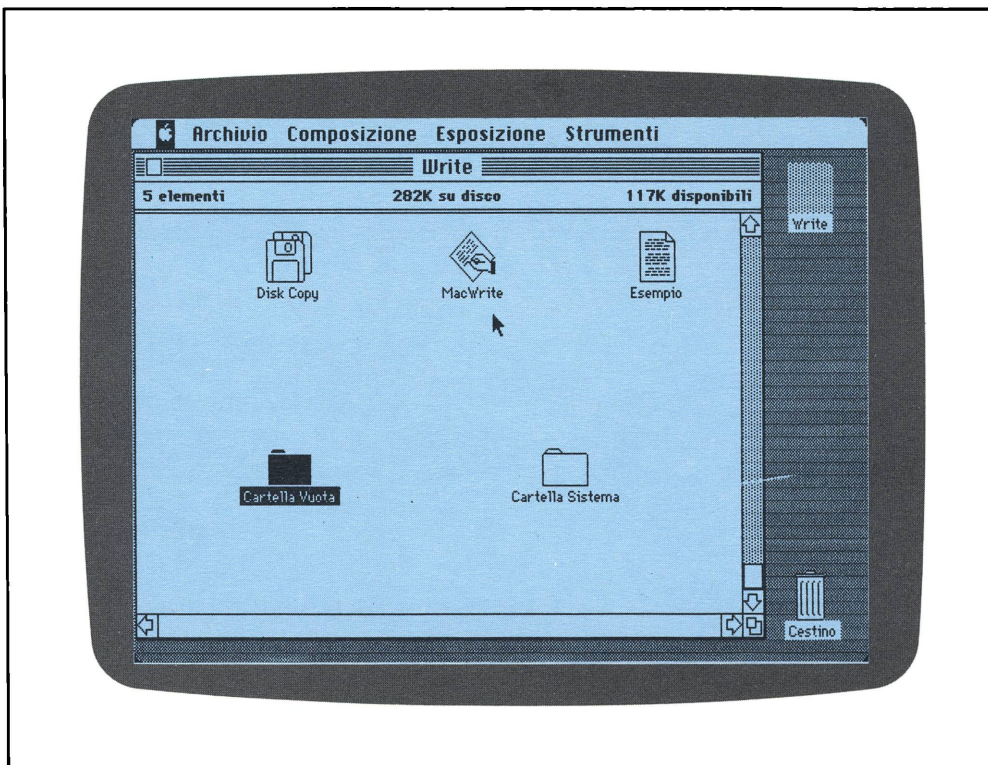 Archivio Composizione Esposizione Strumenti
Write
5 elementi 282K su disco 117K disponibili
Write
Disk Copy MacWrite Esempio
Cartella Vuota Cartella Sistema
Cestino